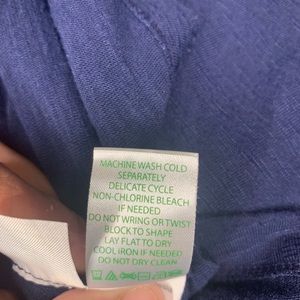 MACHINE WASH COLD
SEPARATELY
DELICATE CYCLE
NON-CHLORINE BLEACH
IF NEEDED
DO NOT WRING OR TWIST
BLOCK TO SHAPE
LAY FLAT TO DRY
COOL IRON IF NEEDED
DO NOT DRY CLEAN